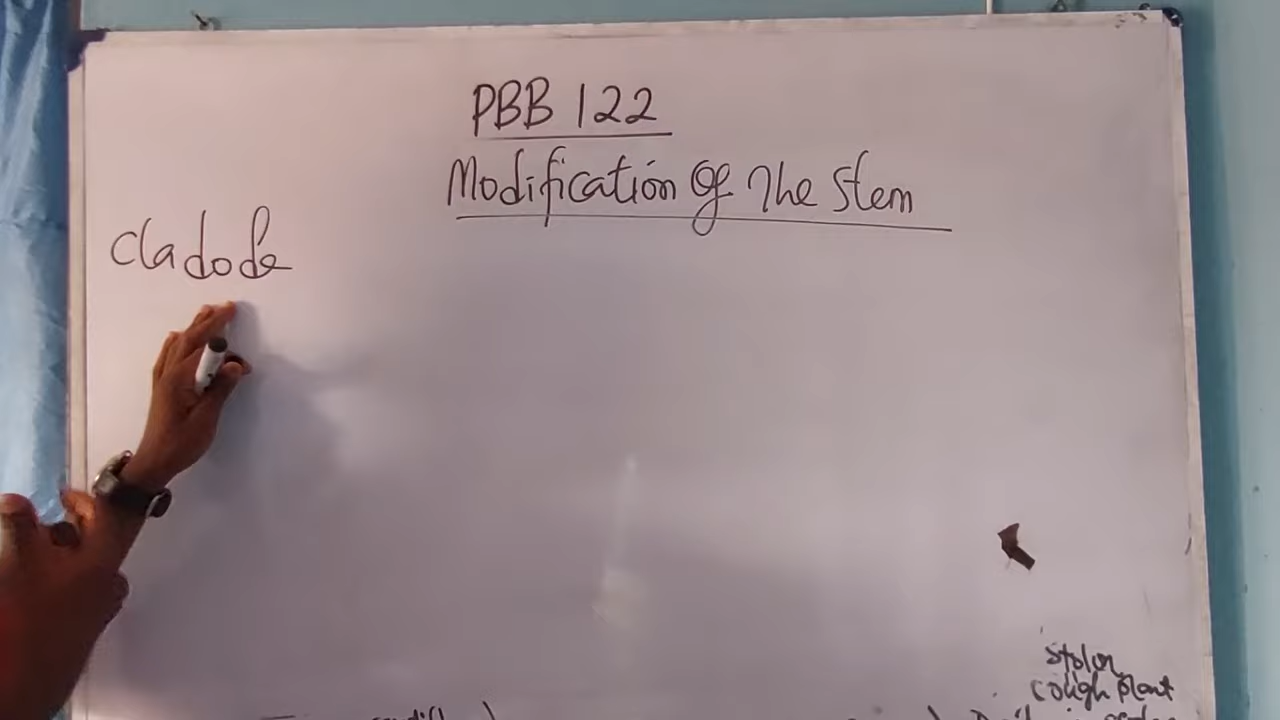 PBB 122
Modification Of The Stem
Cladode
Stolon
Cough plant